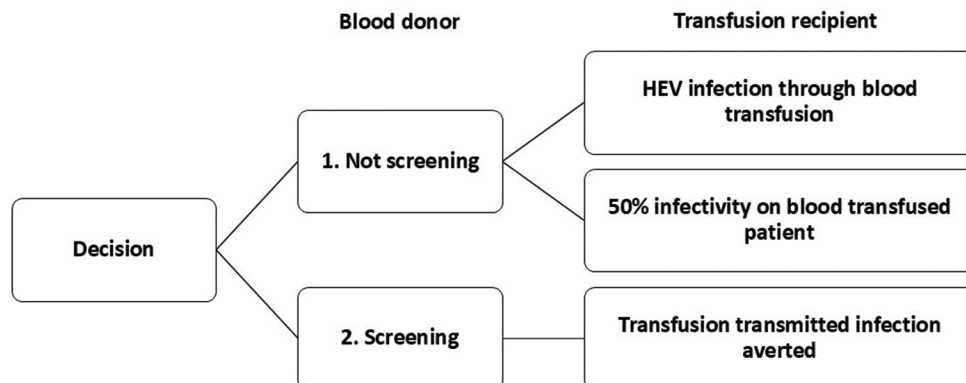 Blood donor
Transfusion recipient
HEV infection through blood
transfusion
1. Not screening
50% infectivity on blood transfused
patient
Decision
2. Screening
Transfusion transmitted infection
averted